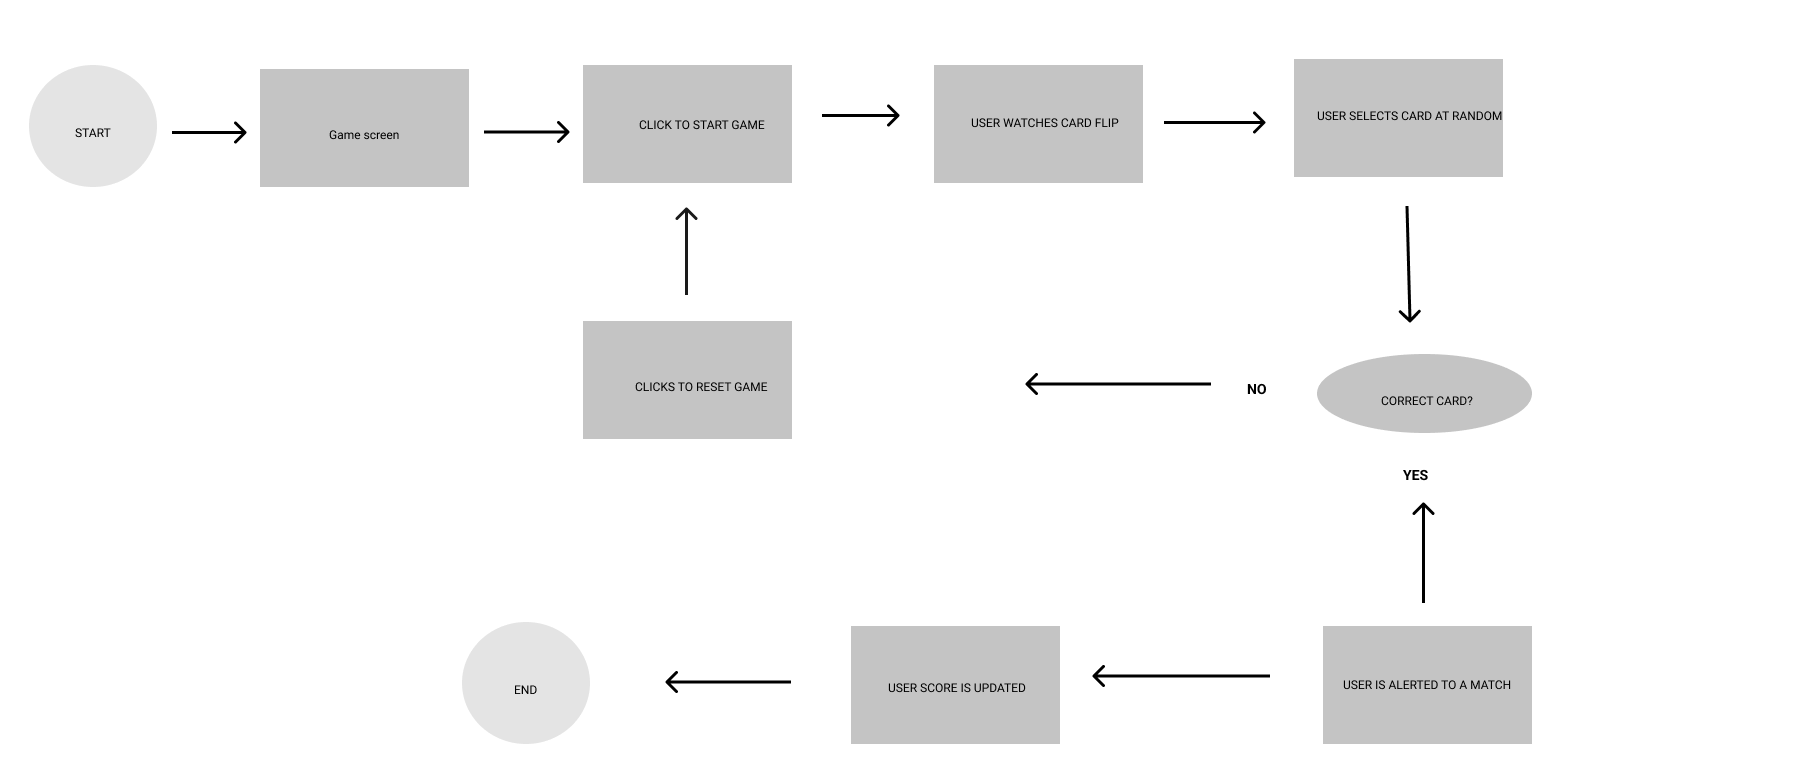 START
Game screen
CLICK TO START GAME
USER WATCHES CARD FLIP
USER SELECTS CARD AT RANDOM
CLICKS TO RESET GAME
NO
CORRECT CARD?
YES
END
USER SCORE IS UPDATED
USER IS ALERTED TO A MATCH